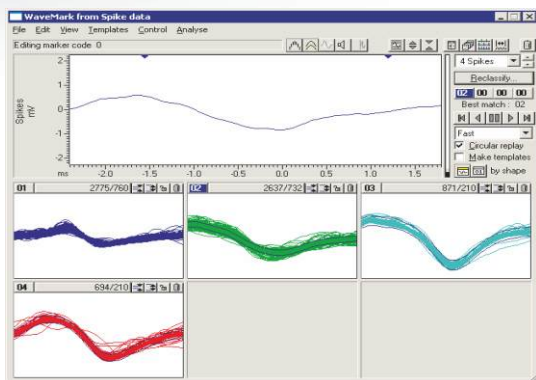 WaveMark from Spike data
File Edit View Templates Control Analyse
Editing marker code 0
4 Spikes
Reclassify...
02 00 00 00
Best match : 02
Fast
Circular replay
Make templates
by shape
2
1
0
-1
-2
Spikes
mV
ms -2.0 -1.5 -1.0 -0.5 0.0 0.5 1.0 1.5
01 2775/760
02 2637/732
03 871/210
04 694/210